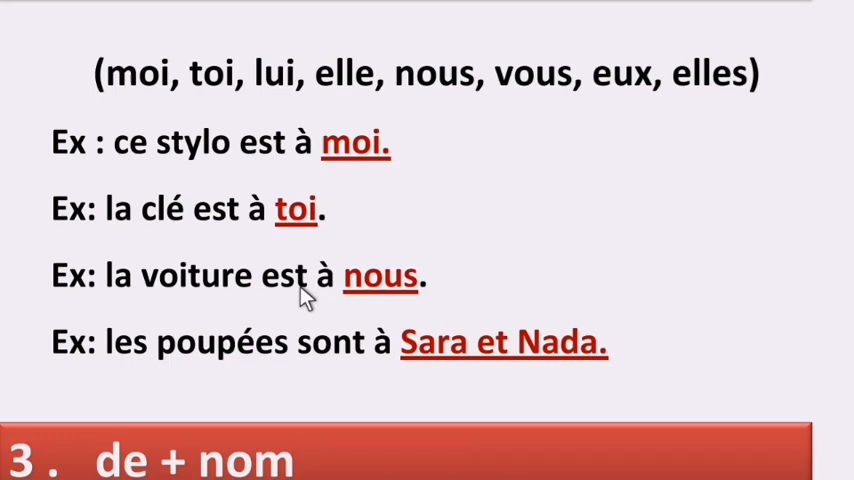 (moi, toi, lui, elle, nous, vous, eux, elles)
Ex : ce stylo est à moi.
Ex: la clé est à toi.
Ex: la voiture est à nous.
Ex: les poupées sont à Sara et Nada.
3 . de + nom